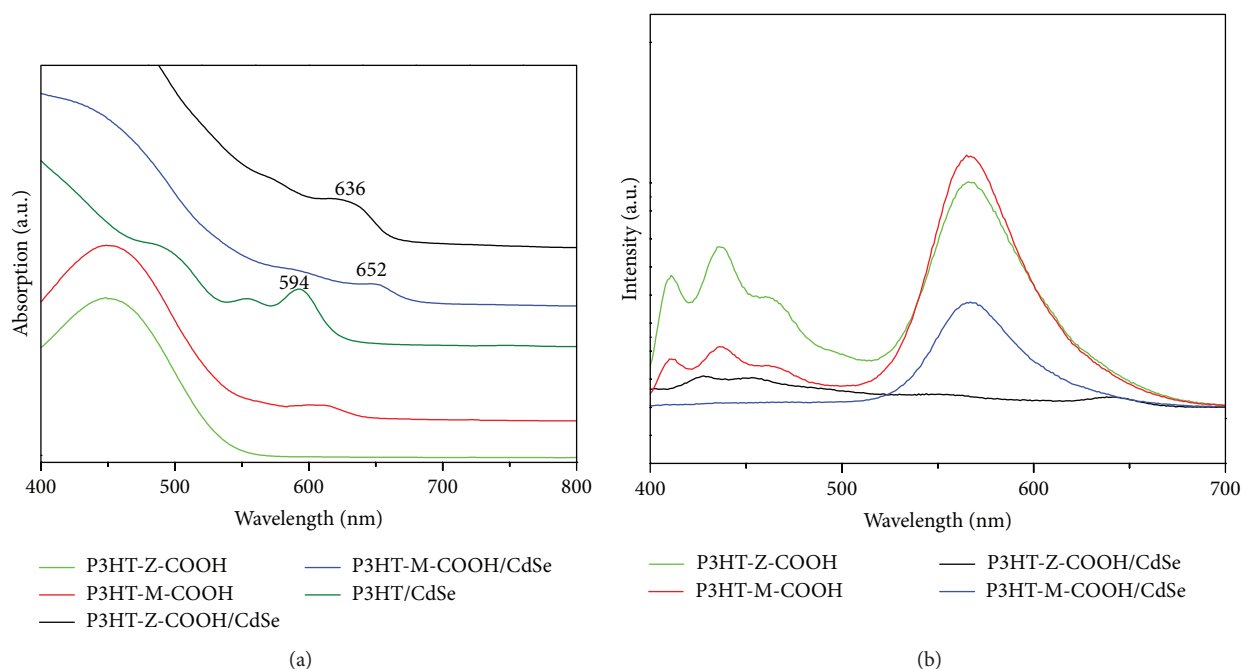 Absorption (a.u.)
636
652
594
400 500 600 700 800
Wavelength (nm)
P3HT-Z-COOH
P3HT-M-COOH
P3HT-Z-COOH/CdSe
P3HT-M-COOH/CdSe
P3HT/CdSe
(a)
Intensity (a.u.)
400 500 600 700
Wavelength (nm)
P3HT-Z-COOH
P3HT-M-COOH
P3HT-Z-COOH/CdSe
P3HT-M-COOH/CdSe
(b)